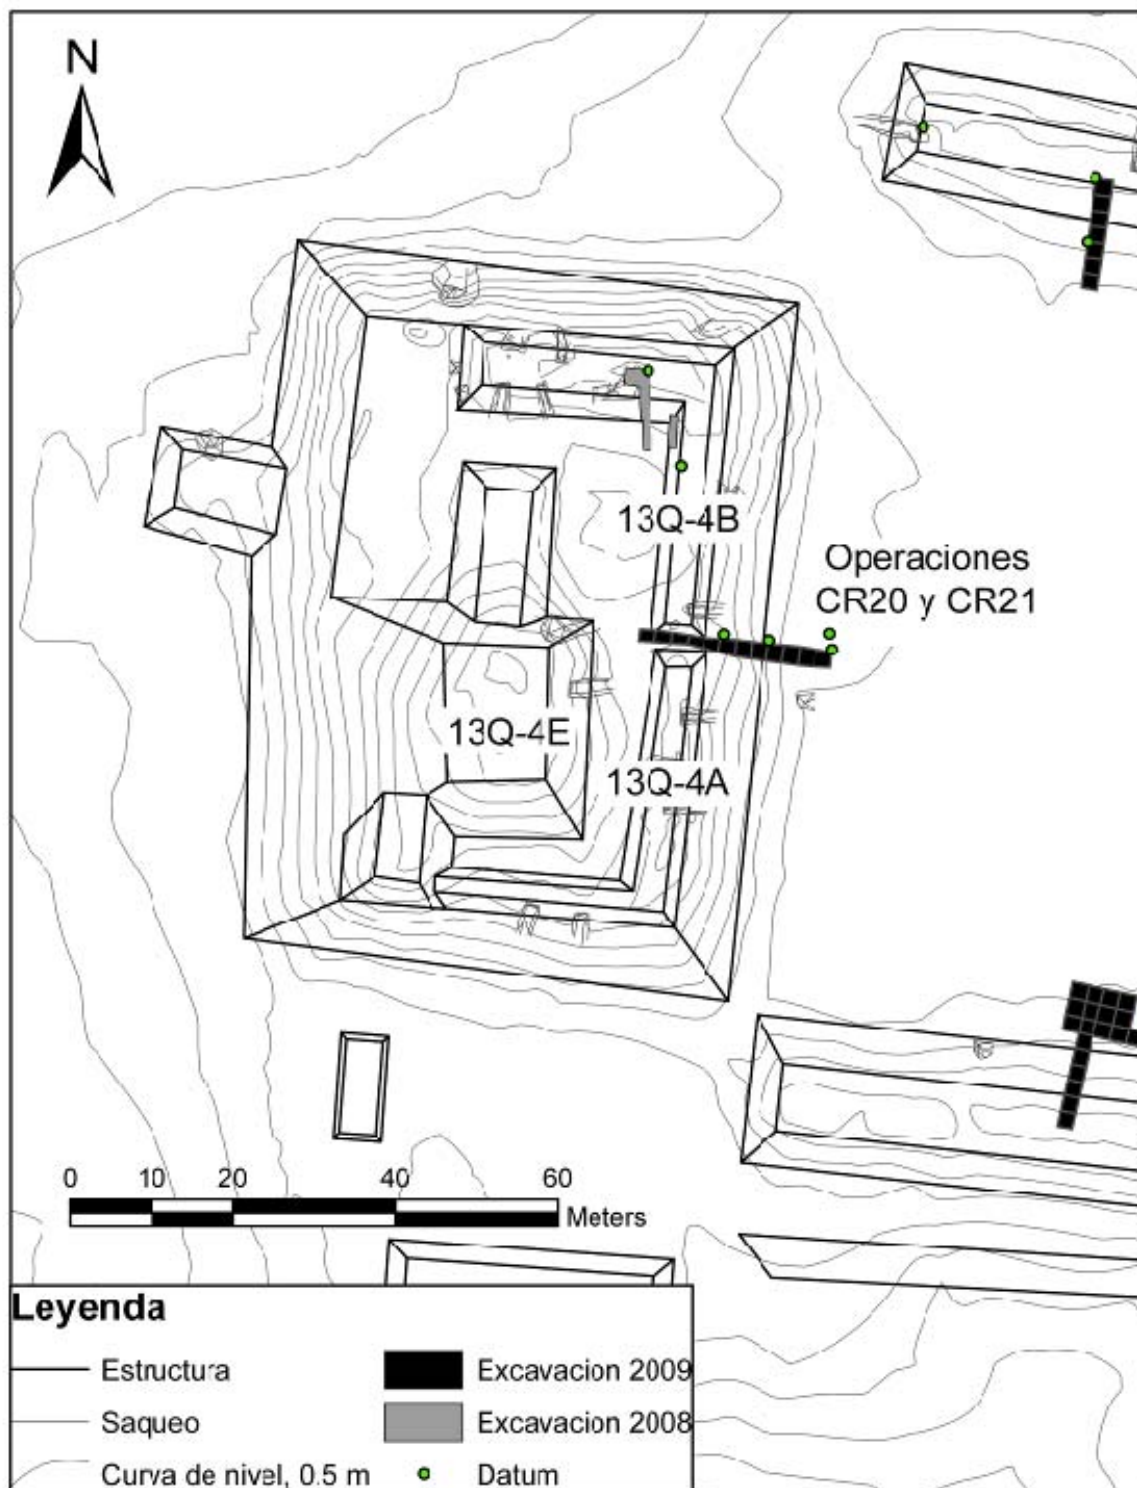 N
13Q-4B
Operaciones
CR20 y CR21
13Q-4E
13Q-4A
0 10 20 40 60
Meters
Leyenda
Estructura
Excavacion 2009
Saqueo
Excavacion 2008
Curva de nivel, 0.5 m
Datum